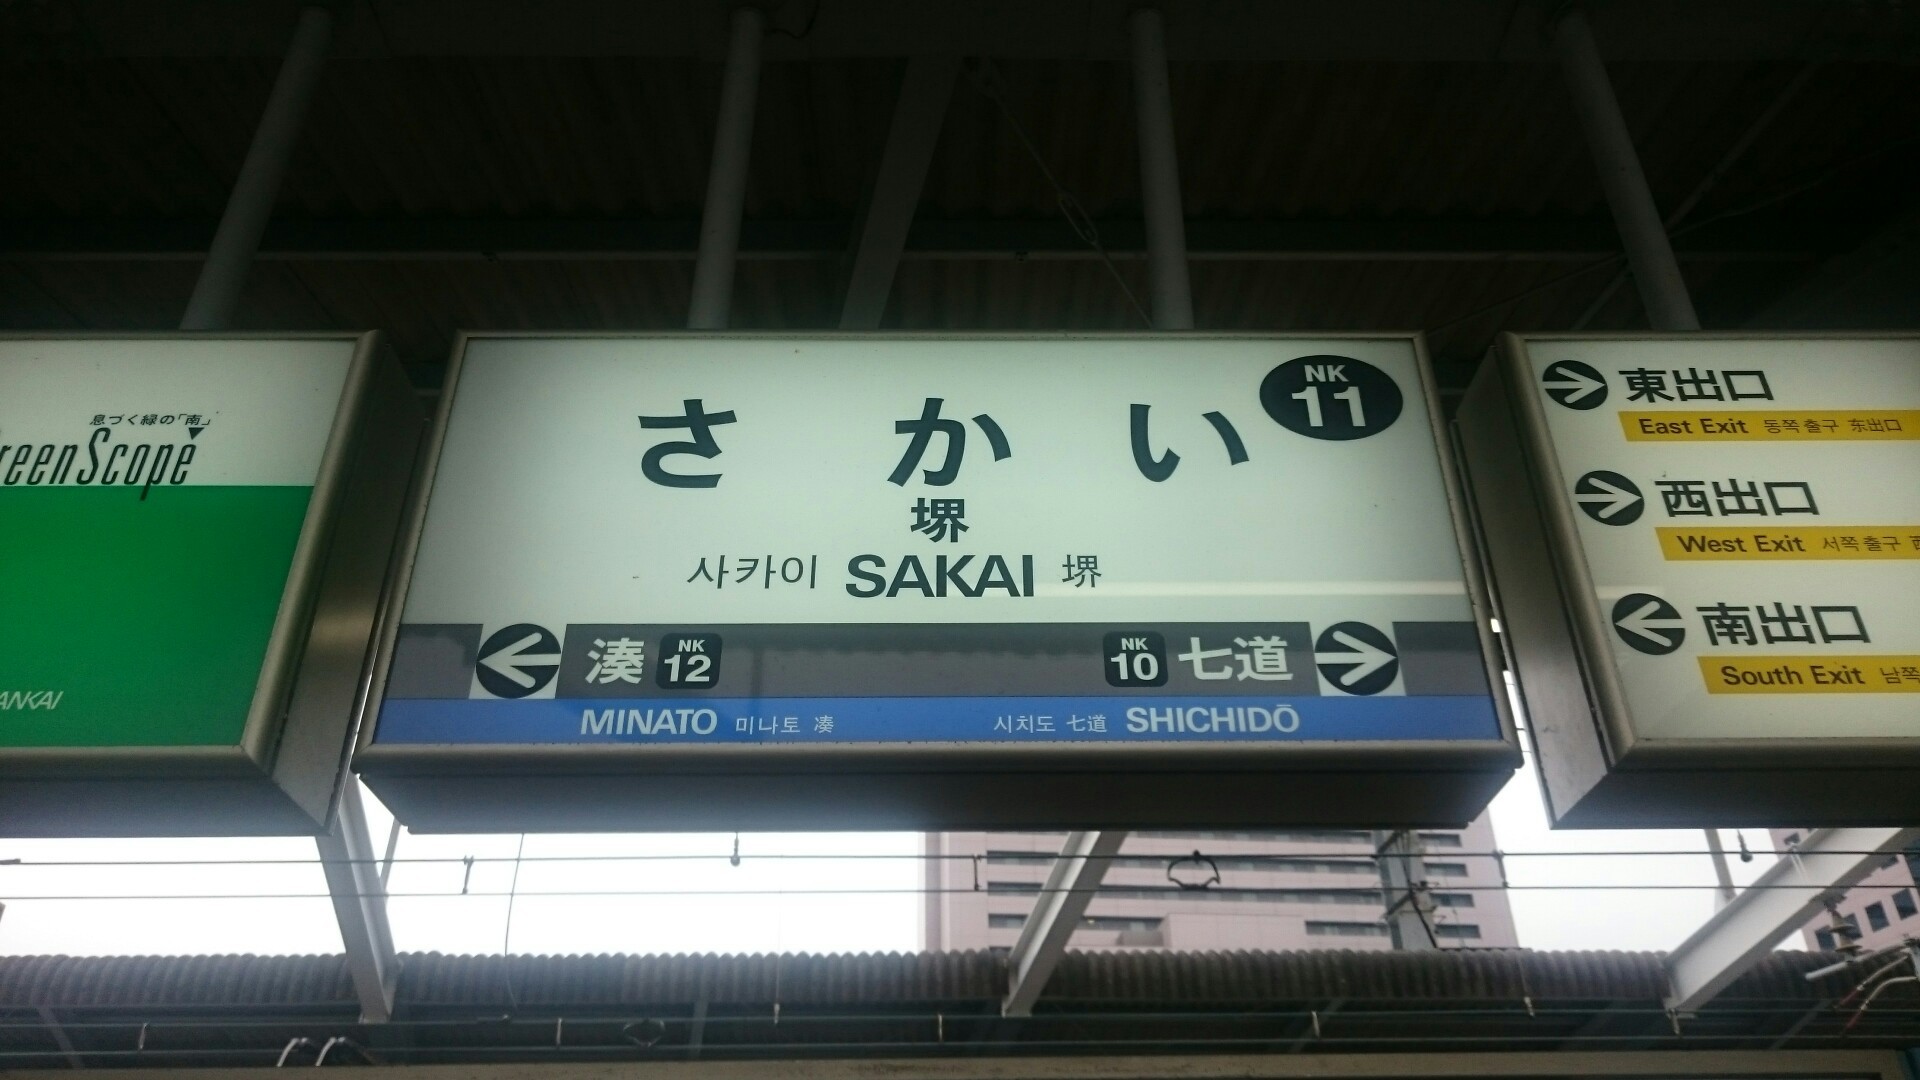 息づく緑の「南」
reenScope
ANKAI
さかい
NK
11
堺
사카이 SAKAI 堺
湊 NK 12
NK 10 七道
MINATO 미나토 湊
시치도 七道 SHICHIDŌ
東出口
East Exit 동쪽 출구 东出口
西出口
West Exit 서쪽 출구 西
南出口
South Exit 남쪽